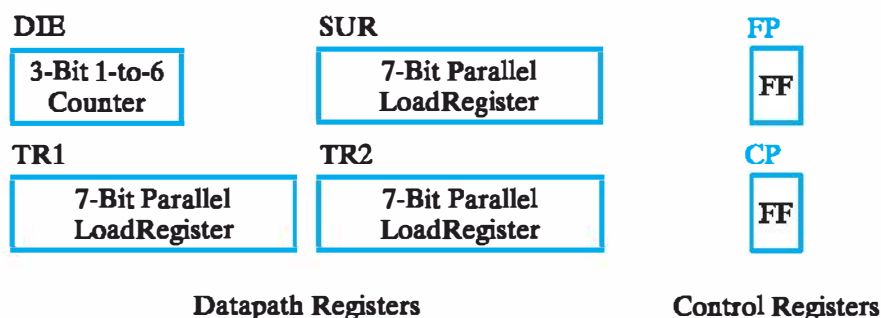 DIE
3-Bit 1-to-6
Counter
SUR
7-Bit Parallel
LoadRegister
FP
FF
TR1
7-Bit Parallel
LoadRegister
TR2
7-Bit Parallel
LoadRegister
CP
FF
Datapath Registers
Control Registers